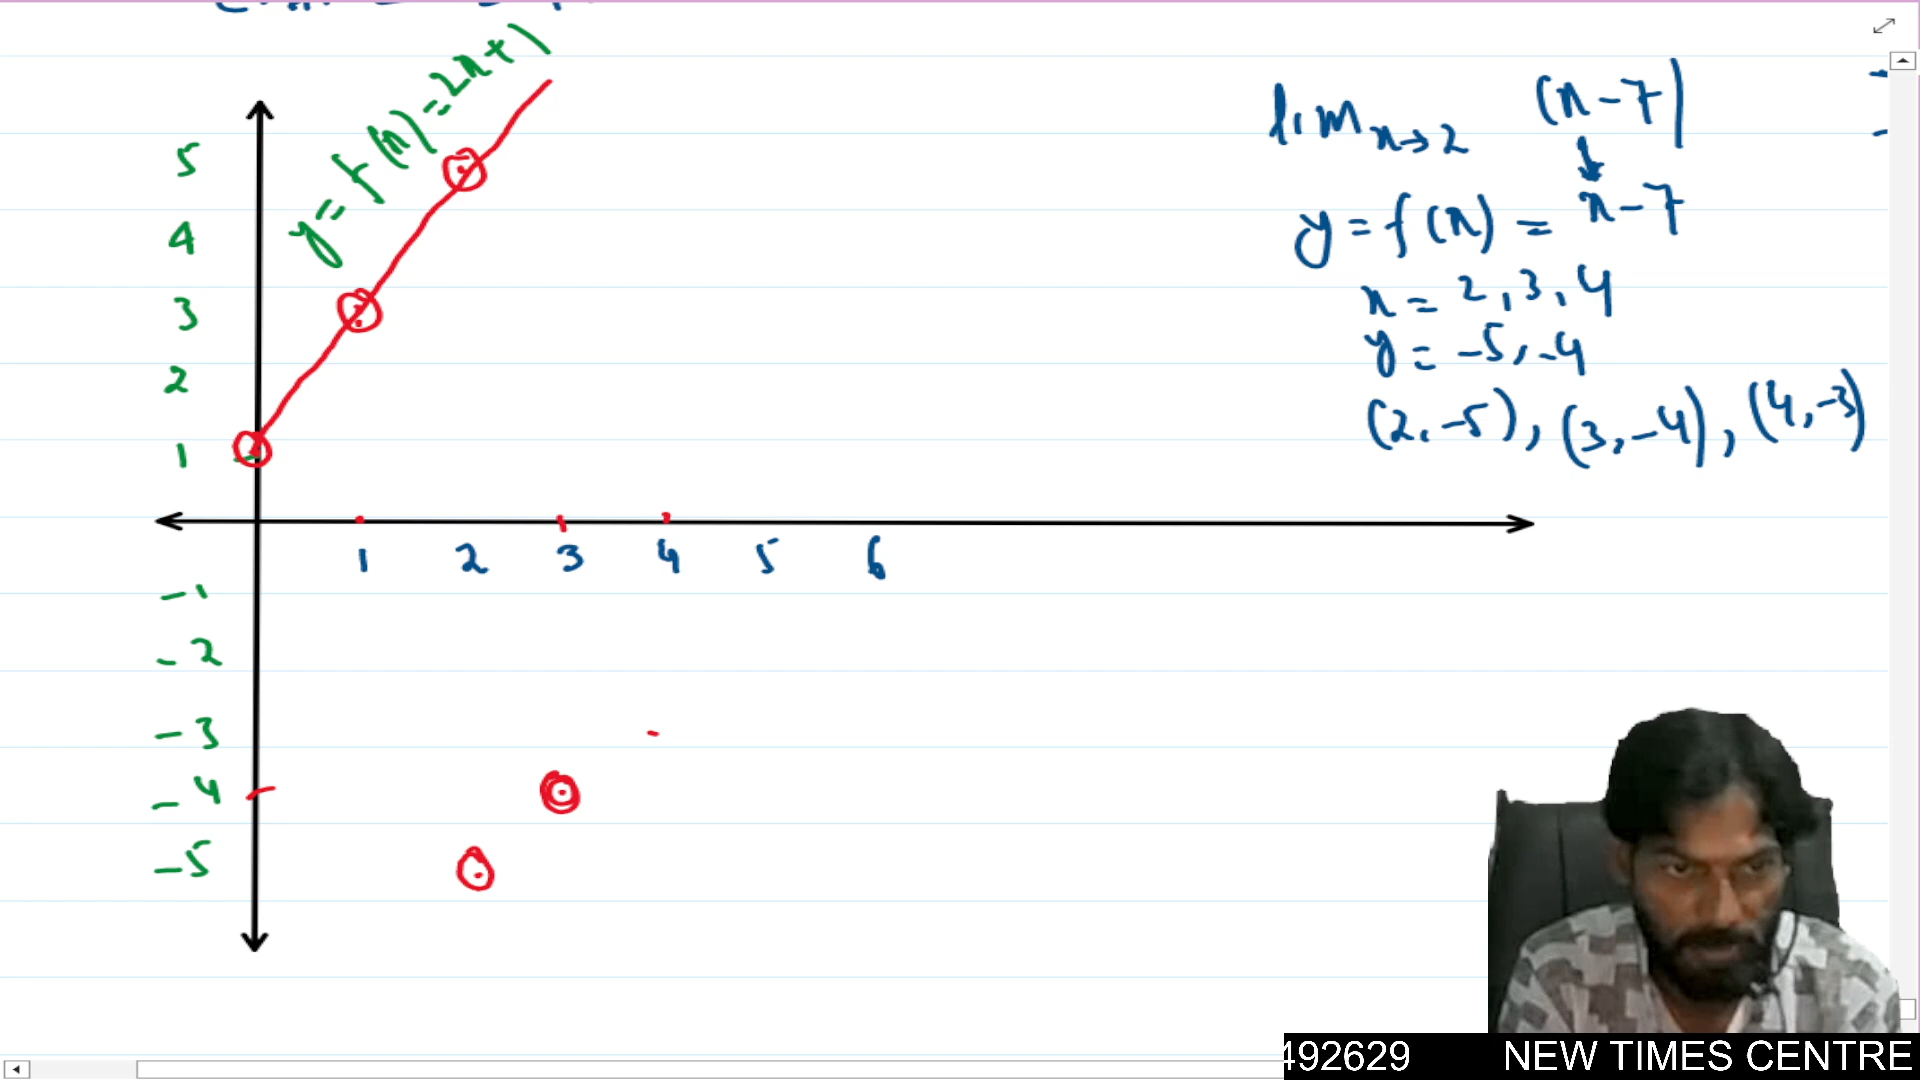 y = f(x) = 2x+1
5
4
3
2
1
1 2 3 4 5 6
-1
-2
-3
-4
-5
lim x→2 (x-7)
y = f(x) = x-7
x = 2, 3, 4
y = -5, -4
(2, -5), (3, -4), (4, -3)
492629 NEW TIMES CENTRE